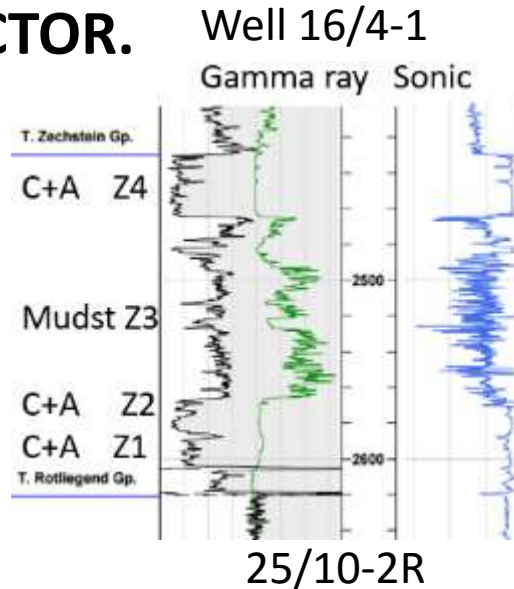 CTOR.
Well 16/4-1
Gamma ray Sonic
T. Zechstein Gp.
C+A Z4
2500
Mudst Z3
C+A Z2
C+A Z1
2600
T. Rotliegend Gp.
25/10-2R